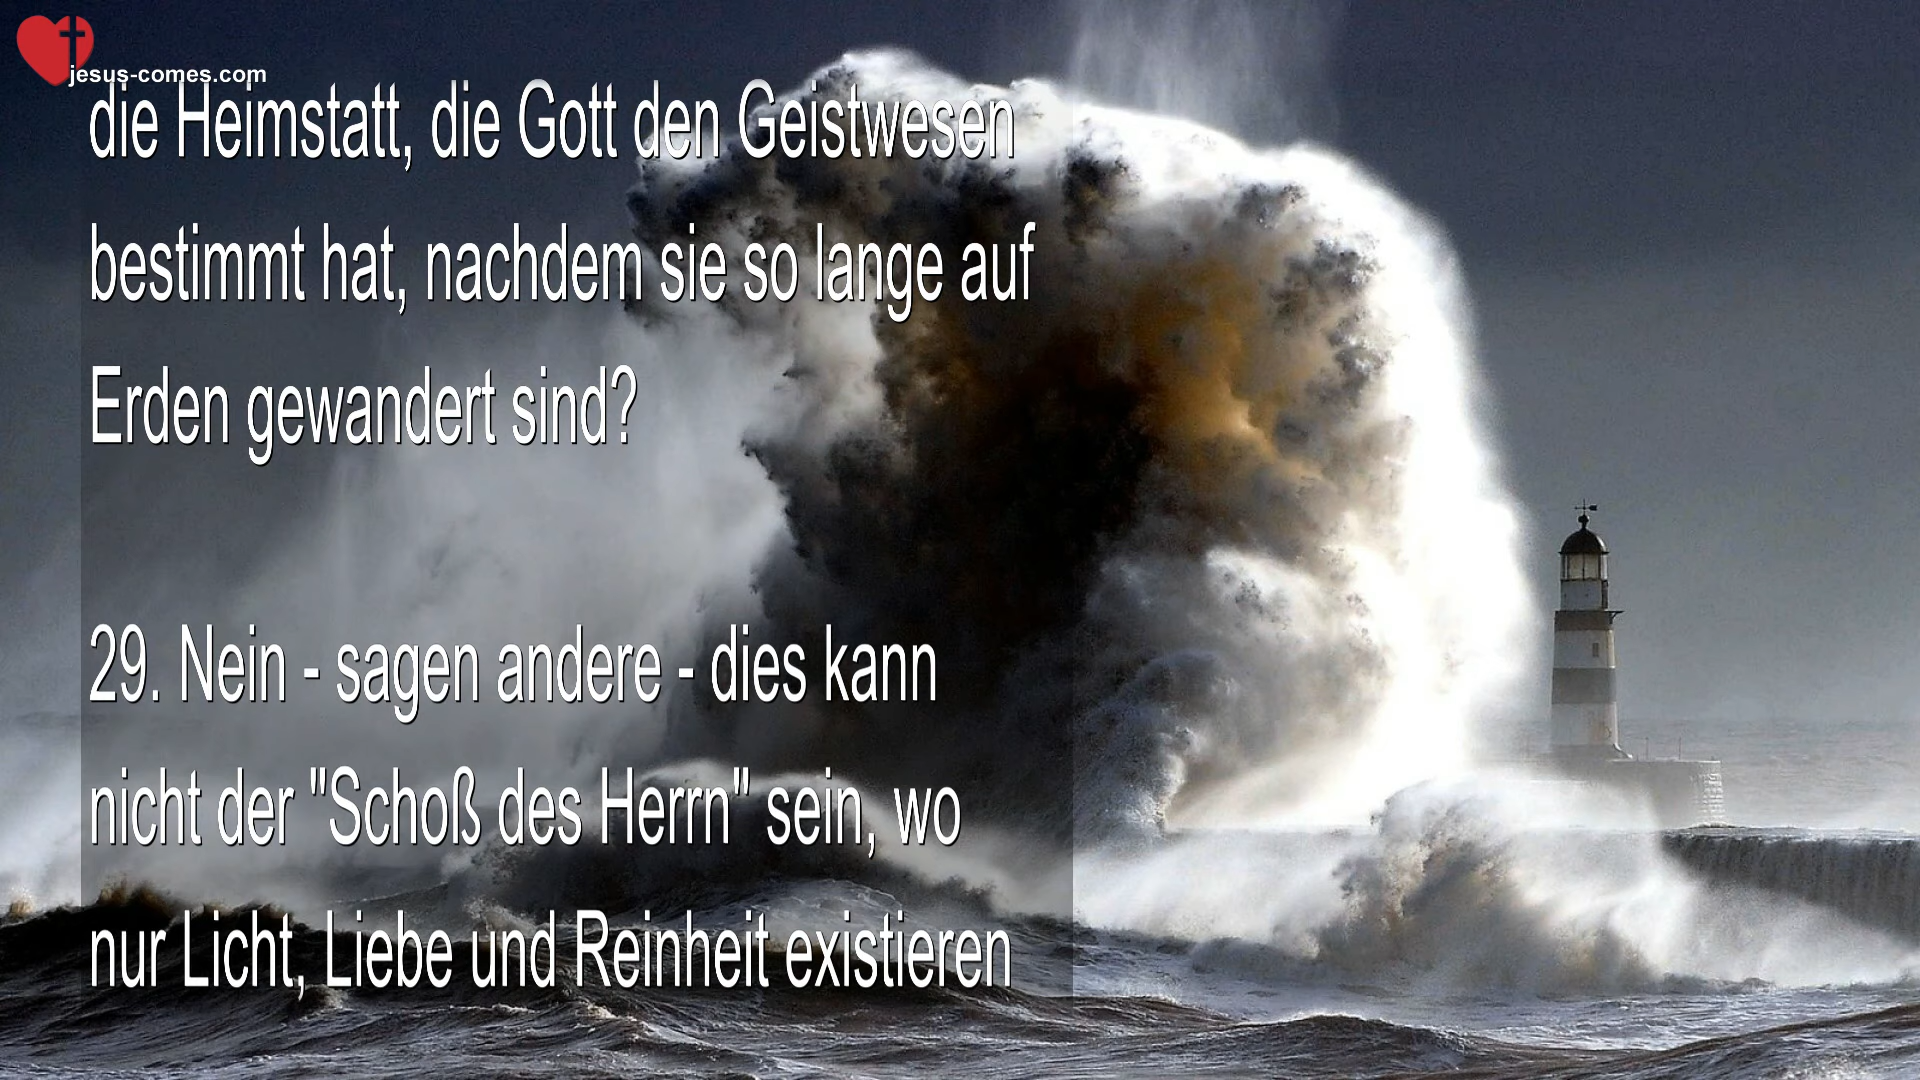 jesus-comes.com
die Heimstatt, die Gott den Geistwesen
bestimmt hat, nachdem sie so lange auf
Erden gewandert sind?
29. Nein - sagen andere - dies kann
nicht der "Schoß des Herrn" sein, wo
nur Licht, Liebe und Reinheit existieren